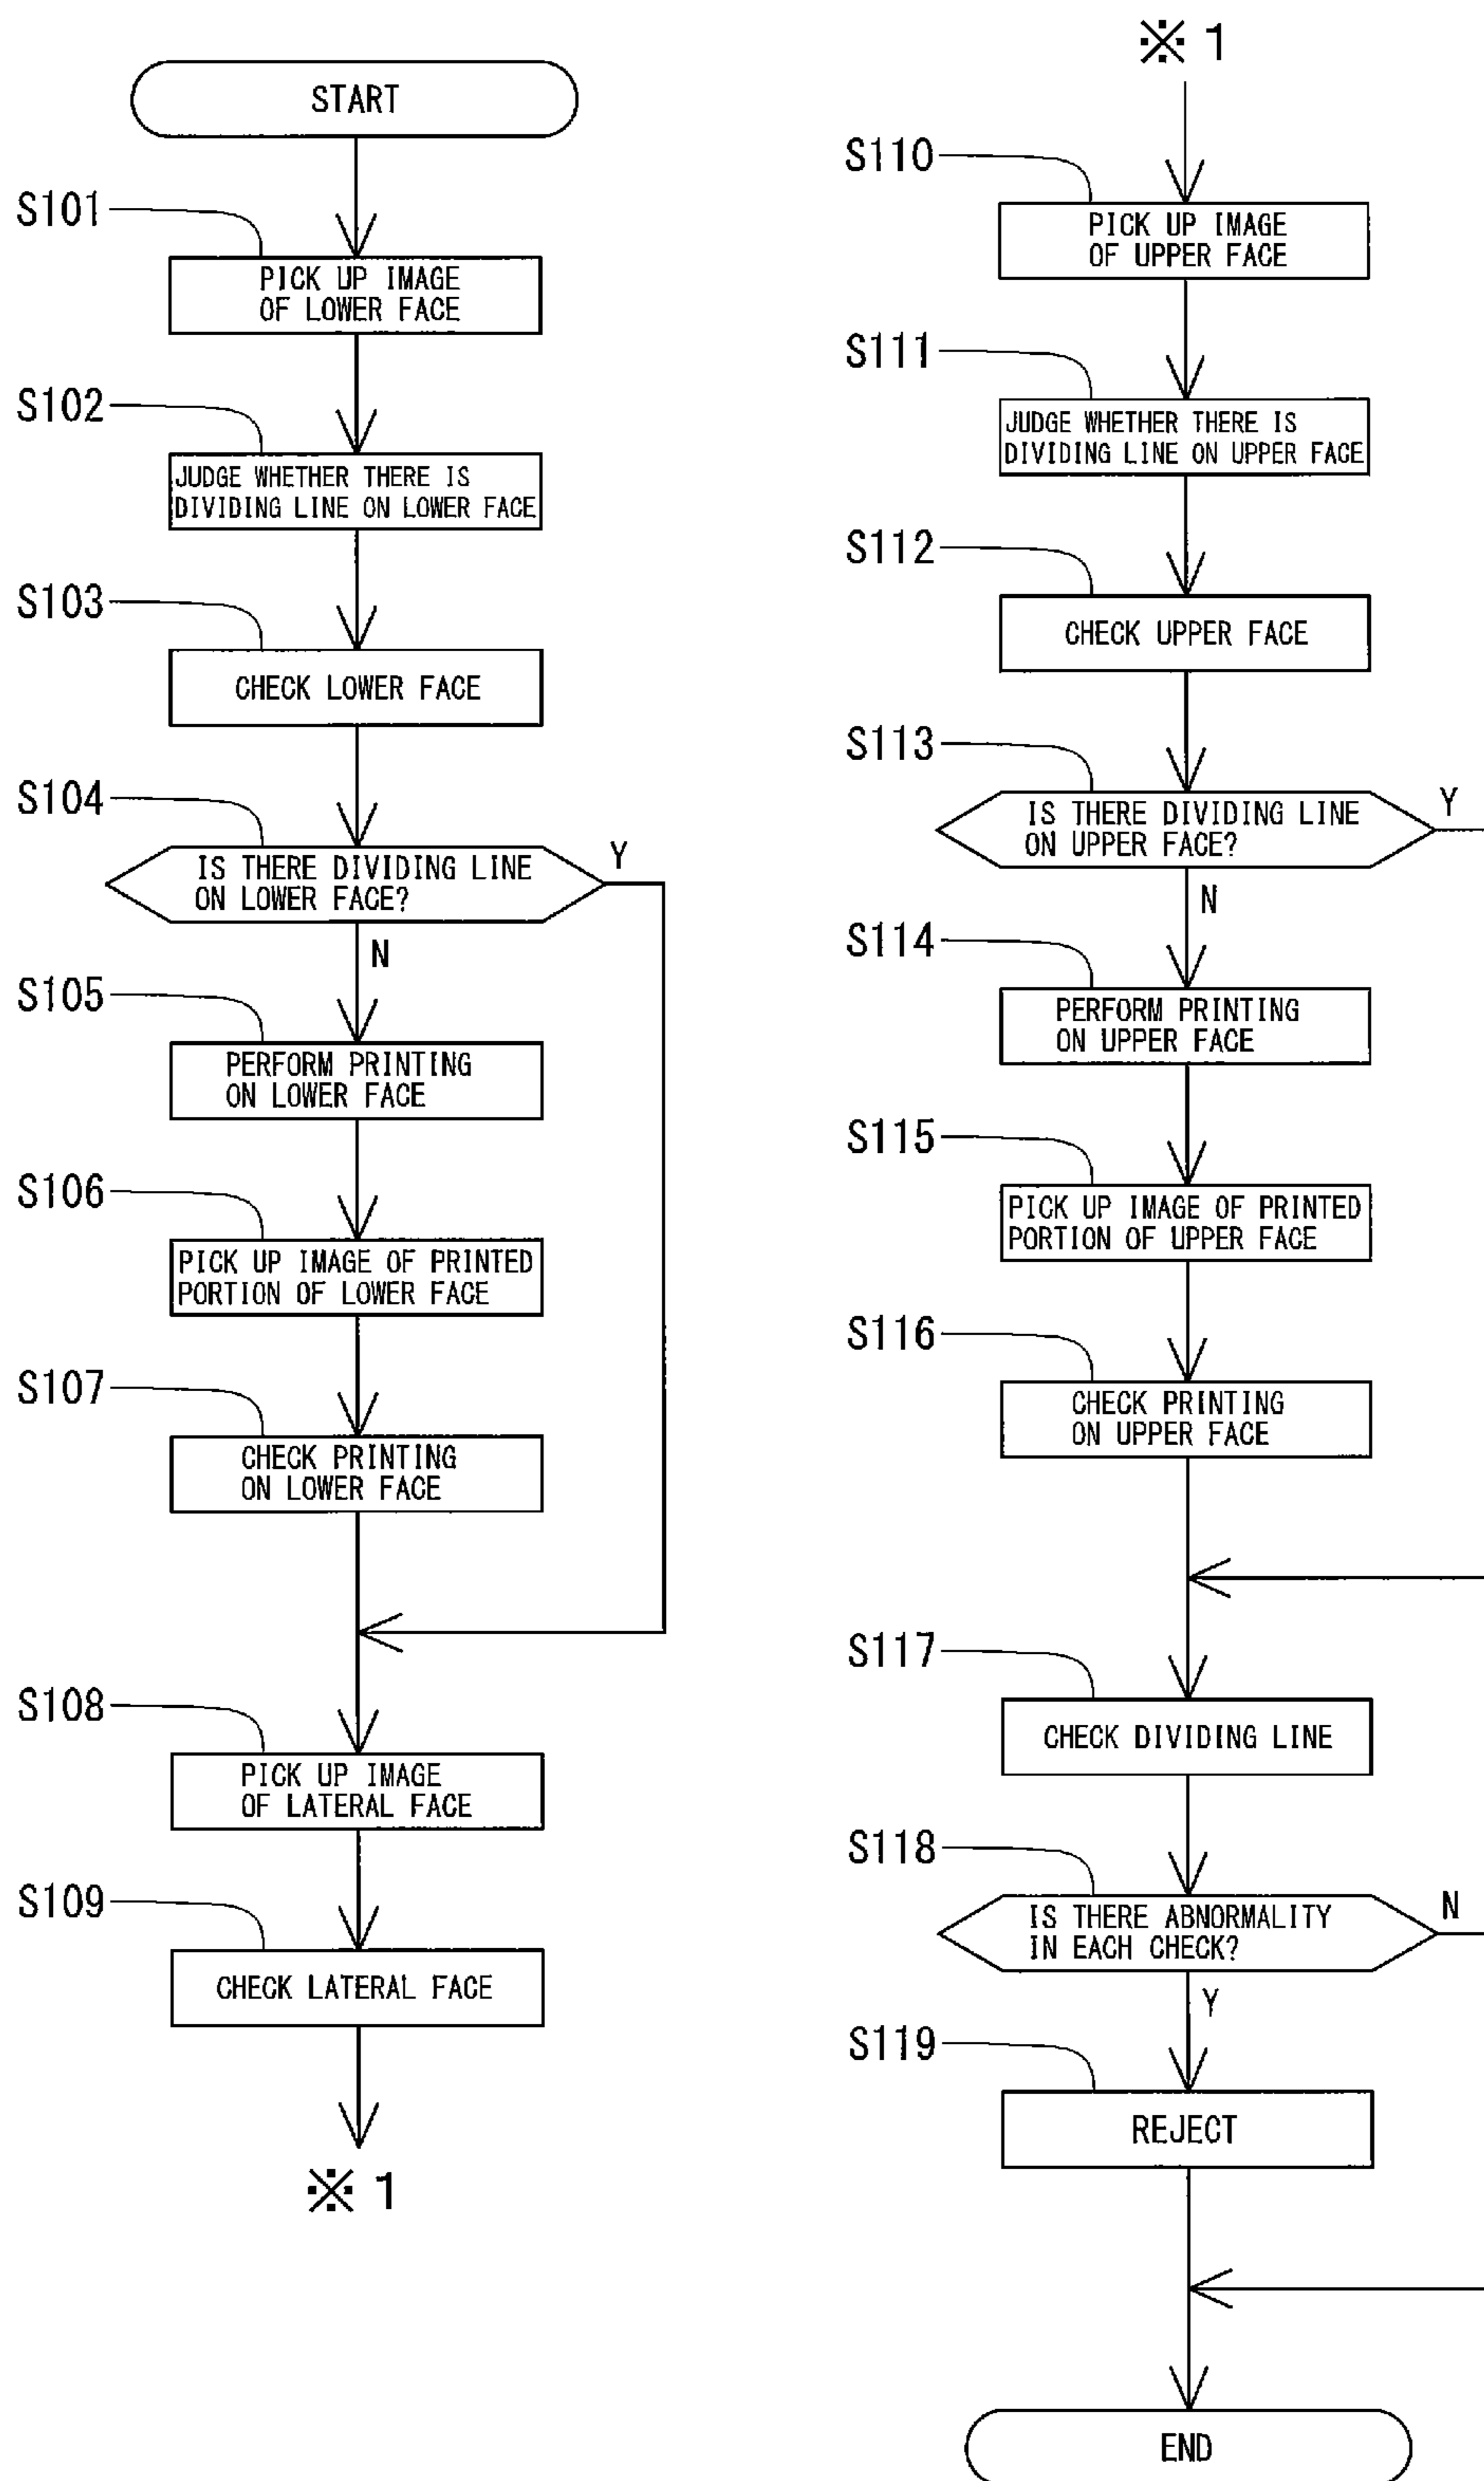 START
S101
PICK UP IMAGE
OF LOWER FACE
S102
JUDGE WHETHER THERE IS
DIVIDING LINE ON LOWER FACE
S103
CHECK LOWER FACE
S104
IS THERE DIVIDING LINE
ON LOWER FACE?
Y
N
S105
PERFORM PRINTING
ON LOWER FACE
S106
PICK UP IMAGE OF PRINTED
PORTION OF LOWER FACE
S107
CHECK PRINTING
ON LOWER FACE
S108
PICK UP IMAGE
OF LATERAL FACE
S109
CHECK LATERAL FACE
※1
※1
S110
PICK UP IMAGE
OF UPPER FACE
S111
JUDGE WHETHER THERE IS
DIVIDING LINE ON UPPER FACE
S112
CHECK UPPER FACE
S113
IS THERE DIVIDING LINE
ON UPPER FACE?
Y
N
S114
PERFORM PRINTING
ON UPPER FACE
S115
PICK UP IMAGE OF PRINTED
PORTION OF UPPER FACE
S116
CHECK PRINTING
ON UPPER FACE
S117
CHECK DIVIDING LINE
S118
IS THERE ABNORMALITY
IN EACH CHECK?
N
Y
S119
REJECT
END